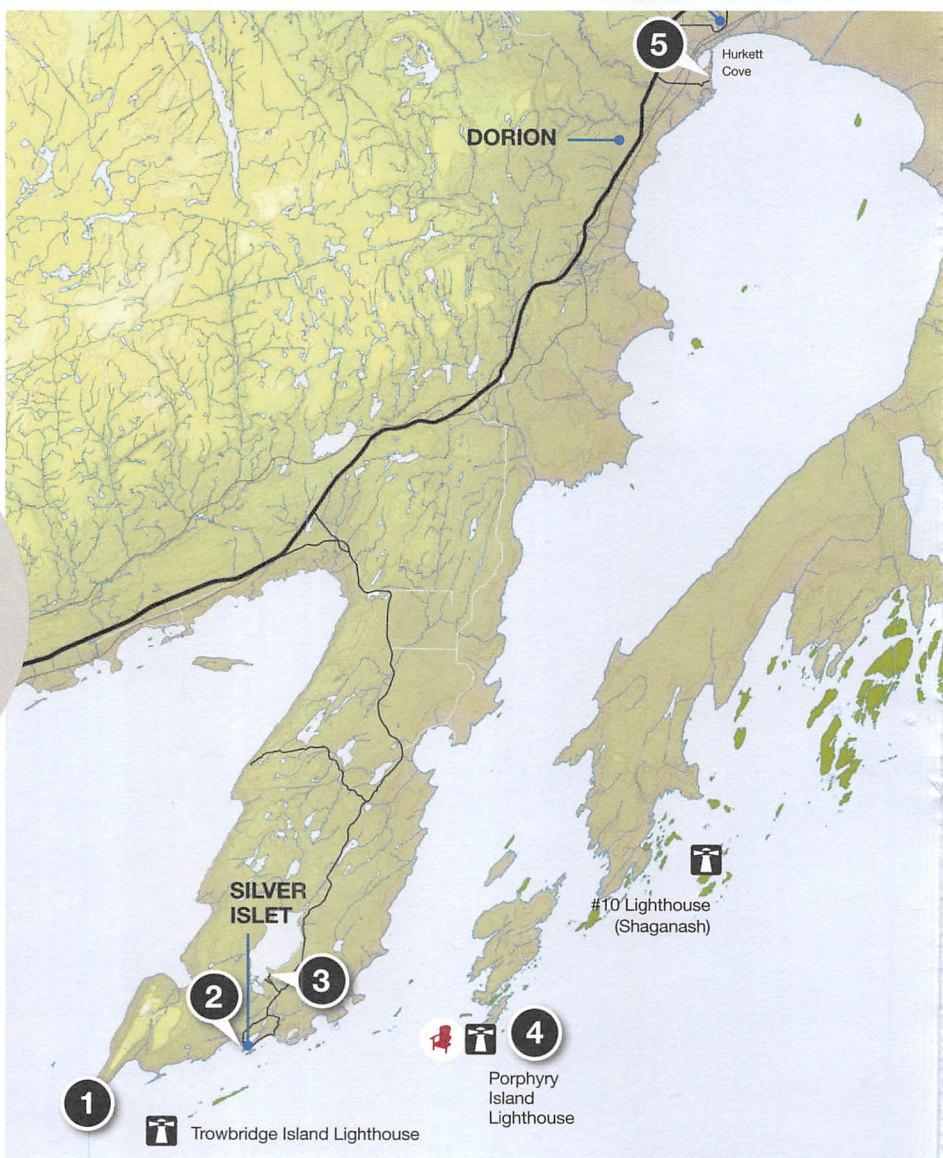 5
Hurkett
Cove
DORION
#10 Lighthouse
(Shaganash)
SILVER
ISLET
3
2
4
Porphyry
Island
Lighthouse
1
Trowbridge Island Lighthouse